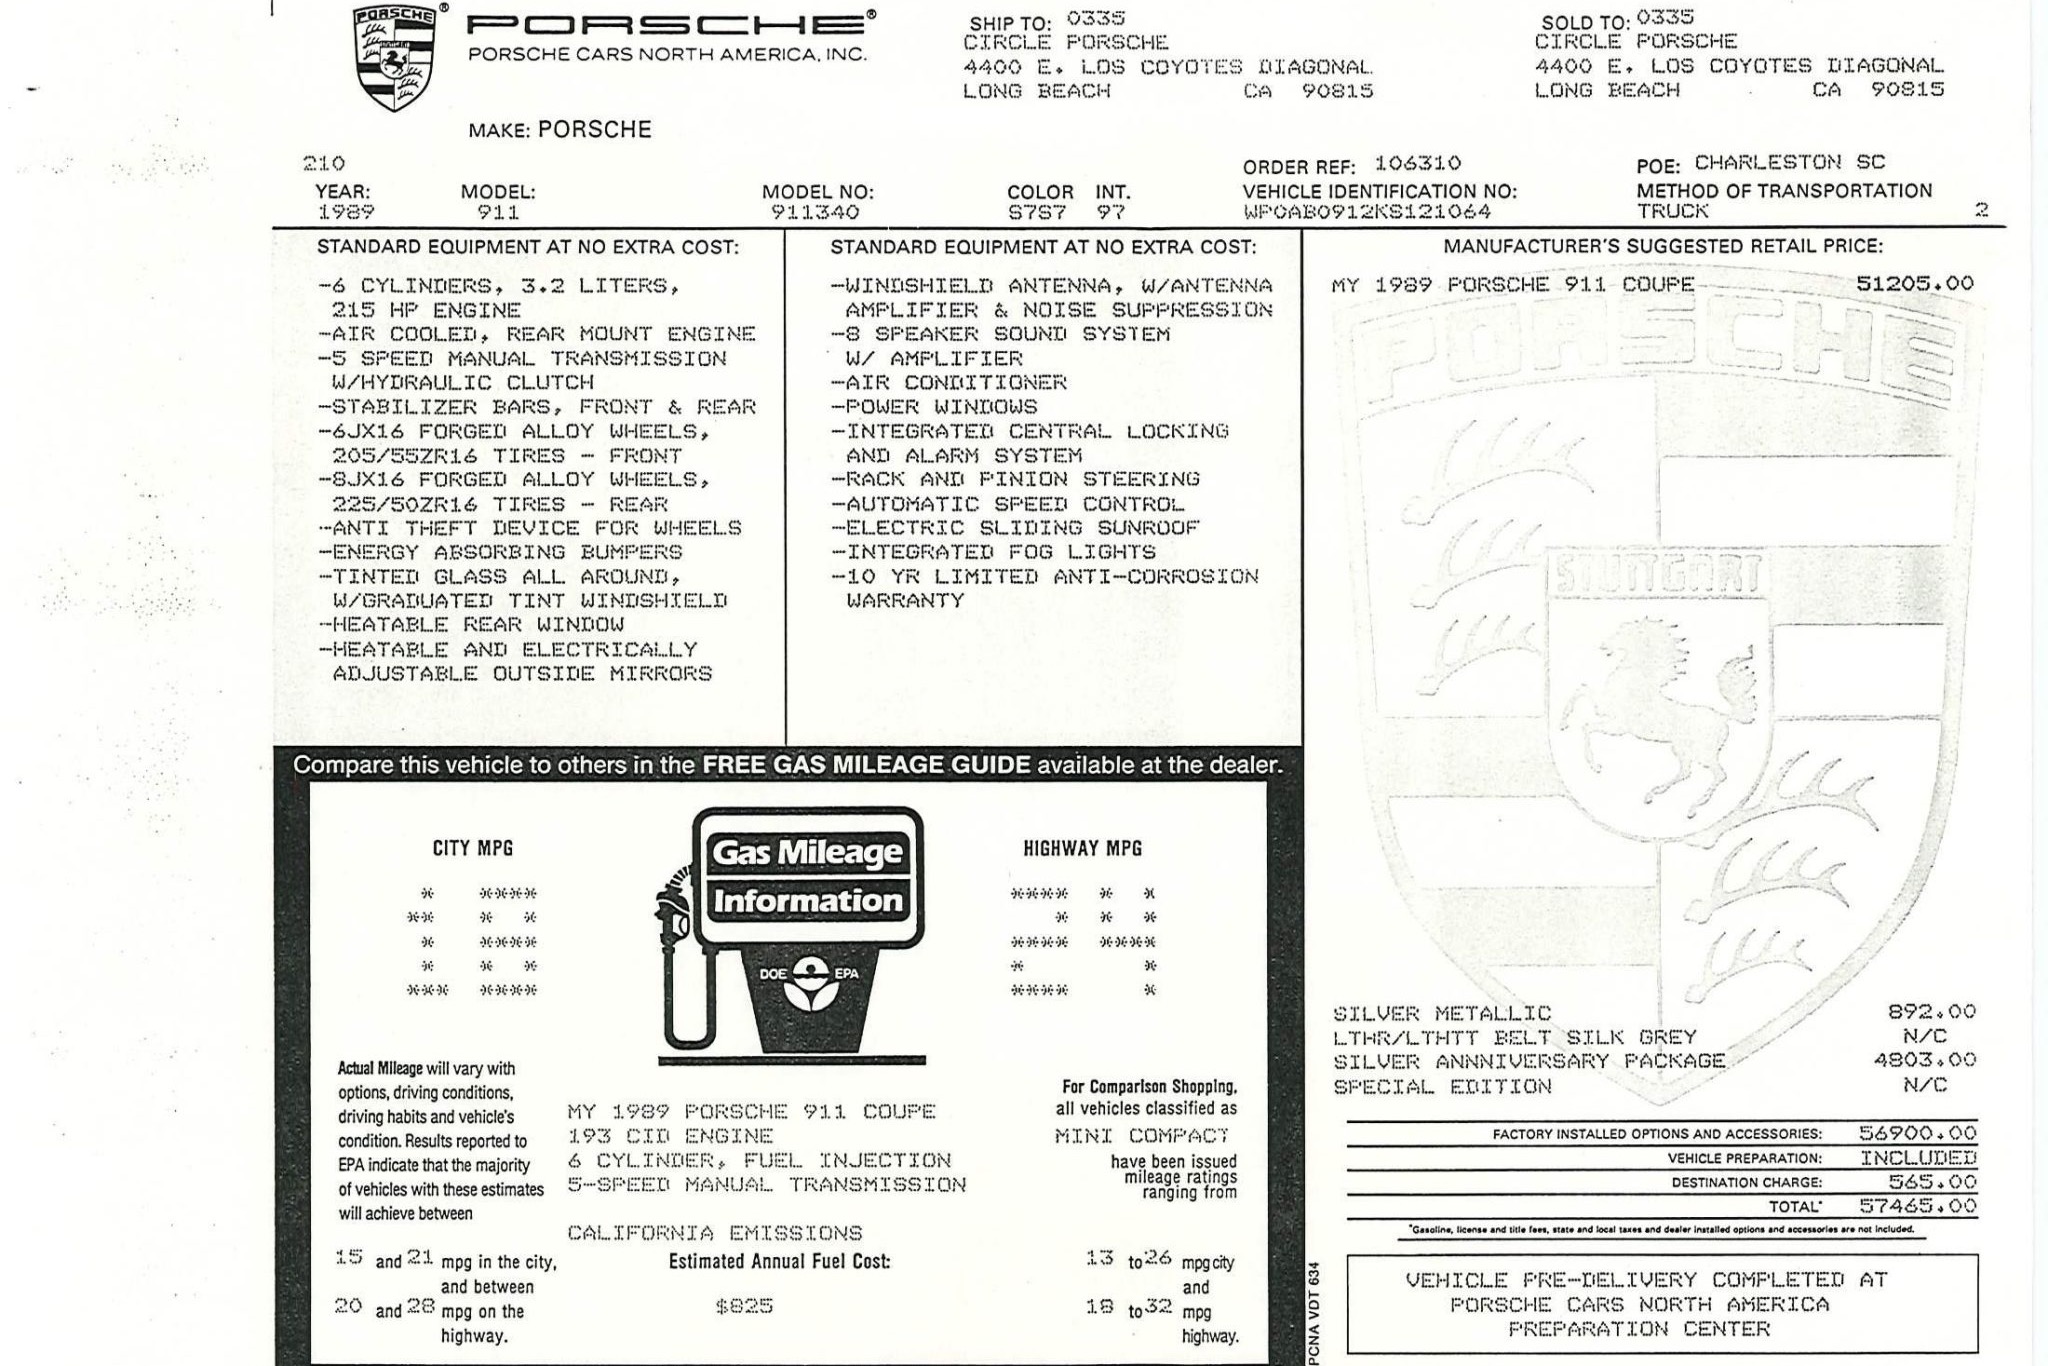 PORSCHE®
PORSCHE
STUTTGART
PORSCHE CARS NORTH AMERICA, INC.
SHIP TO: 0335
CIRCLE PORSCHE
4400 E. LOS COYOTES DIAGONAL
LONG BEACH CA 90815
SOLD TO: 0335
CIRCLE PORSCHE
4400 E. LOS COYOTES DIAGONAL
LONG BEACH CA 90815
MAKE: PORSCHE
210
ORDER REF: 106310
POE: CHARLESTON SC
YEAR: MODEL: MODEL NO: COLOR INT. VEHICLE IDENTIFICATION NO: METHOD OF TRANSPORTATION
1989 911 911340 S7S7 97 WP0AB0912KS121064 TRUCK 2
STANDARD EQUIPMENT AT NO EXTRA COST:
-6 CYLINDERS, 3.2 LITERS,
215 HP ENGINE
-AIR COOLED, REAR MOUNT ENGINE
-5 SPEED MANUAL TRANSMISSION
W/HYDRAULIC CLUTCH
-STABILIZER BARS, FRONT & REAR
-6JX16 FORGED ALLOY WHEELS,
205/55ZR16 TIRES - FRONT
-8JX16 FORGED ALLOY WHEELS,
225/50ZR16 TIRES - REAR
-ANTI THEFT DEVICE FOR WHEELS
-ENERGY ABSORBING BUMPERS
-TINTED GLASS ALL AROUND,
W/GRADUATED TINT WINDSHIELD
-HEATABLE REAR WINDOW
-HEATABLE AND ELECTRICALLY
ADJUSTABLE OUTSIDE MIRRORS
STANDARD EQUIPMENT AT NO EXTRA COST:
-WINDSHIELD ANTENNA, W/ANTENNA
AMPLIFIER & NOISE SUPPRESSION
-8 SPEAKER SOUND SYSTEM
W/ AMPLIFIER
-AIR CONDITIONER
-POWER WINDOWS
-INTEGRATED CENTRAL LOCKING
AND ALARM SYSTEM
-RACK AND PINION STEERING
-AUTOMATIC SPEED CONTROL
-ELECTRIC SLIDING SUNROOF
-INTEGRATED FOG LIGHTS
-10 YR LIMITED ANTI-CORROSION
WARRANTY
MANUFACTURER'S SUGGESTED RETAIL PRICE:
MY 1989 PORSCHE 911 COUPE 51205.00
PORSCHE
STUTTGART
SILVER METALLIC 892.00
LTHR/LTHTT BELT SILK GREY N/C
SILVER ANNNIVERSARY PACKAGE 4803.00
SPECIAL EDITION N/C
FACTORY INSTALLED OPTIONS AND ACCESSORIES: 56900.00
VEHICLE PREPARATION: INCLUDED
DESTINATION CHARGE: 565.00
TOTAL* 57465.00
*Gasoline, license and title fees, state and local taxes and dealer installed options and accessories are not included.
VEHICLE PRE-DELIVERY COMPLETED AT
PORSCHE CARS NORTH AMERICA
PREPARATION CENTER
PCNA VDT 634
Compare this vehicle to others in the FREE GAS MILEAGE GUIDE available at the dealer.
CITY MPG
18
Gas Mileage
Information
DOE EPA
HIGHWAY MPG
24
Actual Mileage will vary with
options, driving conditions,
driving habits and vehicle's
condition. Results reported to
EPA indicate that the majority
of vehicles with these estimates
will achieve between
15 and 21 mpg in the city,
and between
20 and 28 mpg on the
highway.
MY 1989 PORSCHE 911 COUPE
193 CID ENGINE
6 CYLINDER, FUEL INJECTION
5-SPEED MANUAL TRANSMISSION
CALIFORNIA EMISSIONS
Estimated Annual Fuel Cost:
$825
For Comparison Shopping,
all vehicles classified as
MINI COMPACT
have been issued
mileage ratings
ranging from
13 to 26 mpg city
and
18 to 32 mpg
highway.